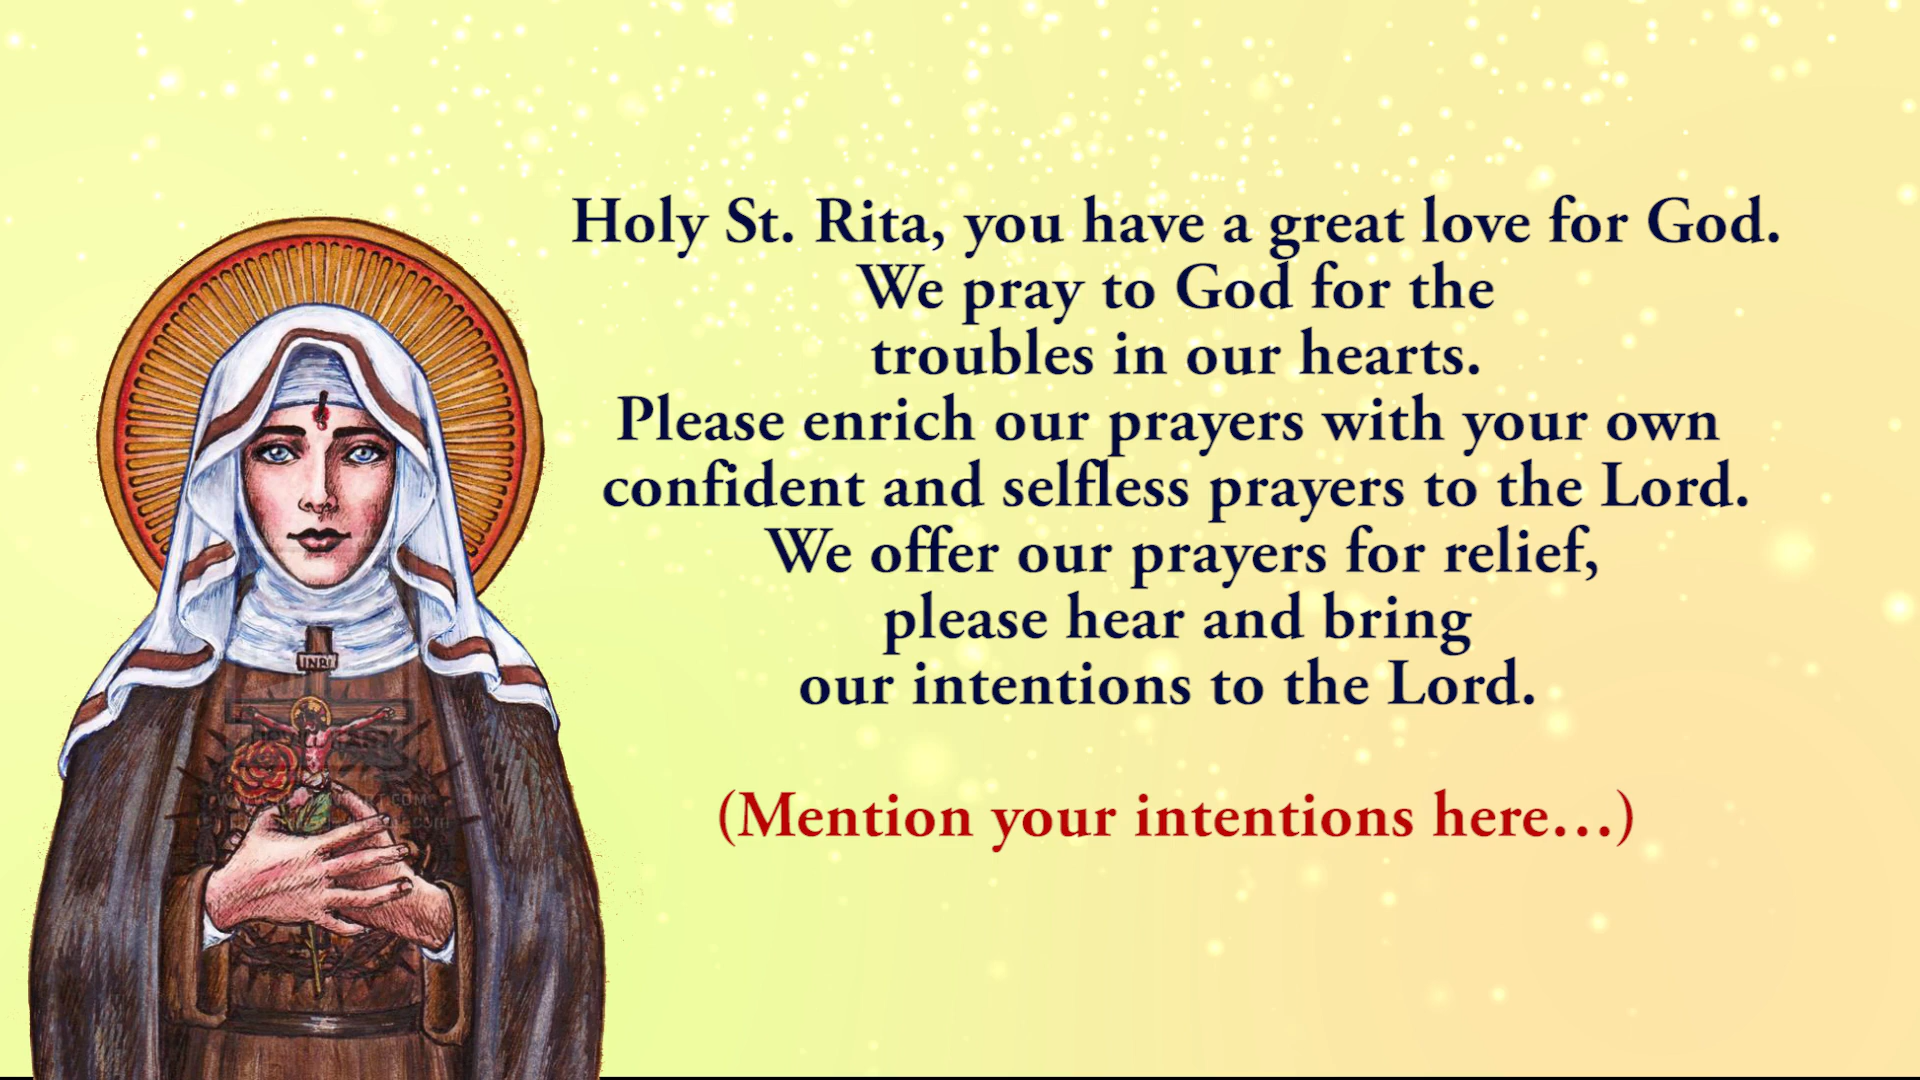 Holy St. Rita, you have a great love for God.
We pray to God for the
troubles in our hearts.
Please enrich our prayers with your own
confident and selfless prayers to the Lord.
We offer our prayers for relief,
please hear and bring
our intentions to the Lord.
(Mention your intentions here...)
INRI